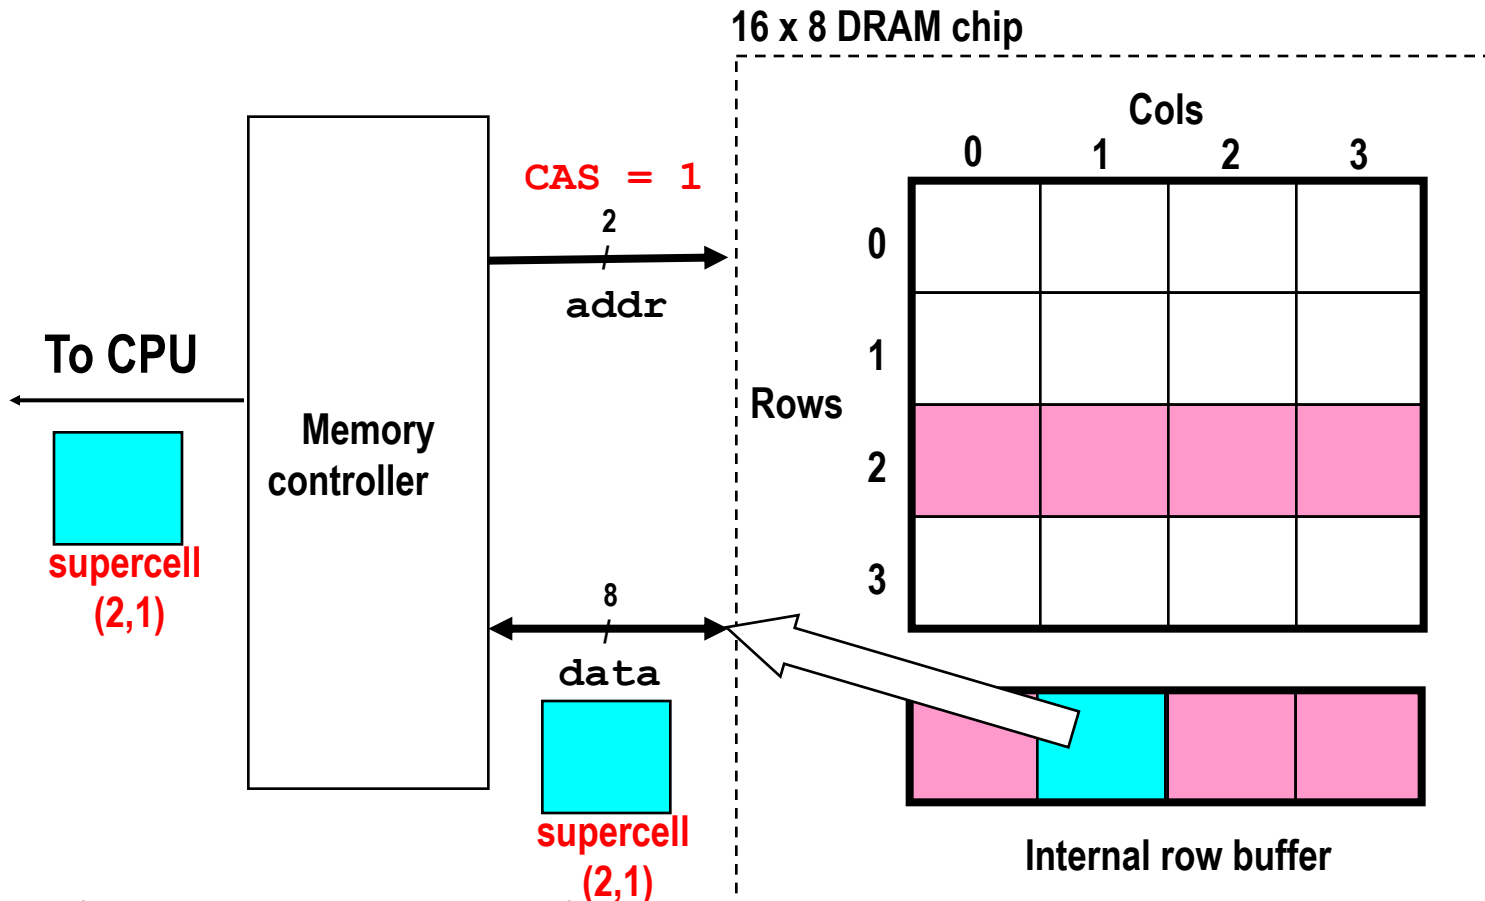 16 x 8 DRAM chip
Cols
0 1 2 3
CAS = 1
2
addr
0
1
2
3
Rows
To CPU
Memory
controller
supercell
(2,1)
8
data
supercell
(2,1)
Internal row buffer